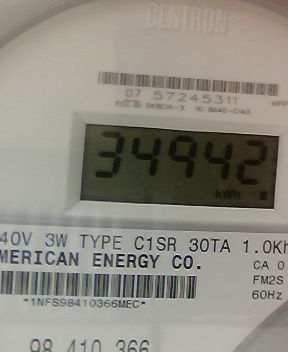 CENTRON®
07 57245311
34942
kWh
40V 3W TYPE C1SR 30TA 1.0Kh
MERICAN ENERGY CO.
CA 0
FM2S
60Hz
*1NFS98410366MEC*
98 410 366